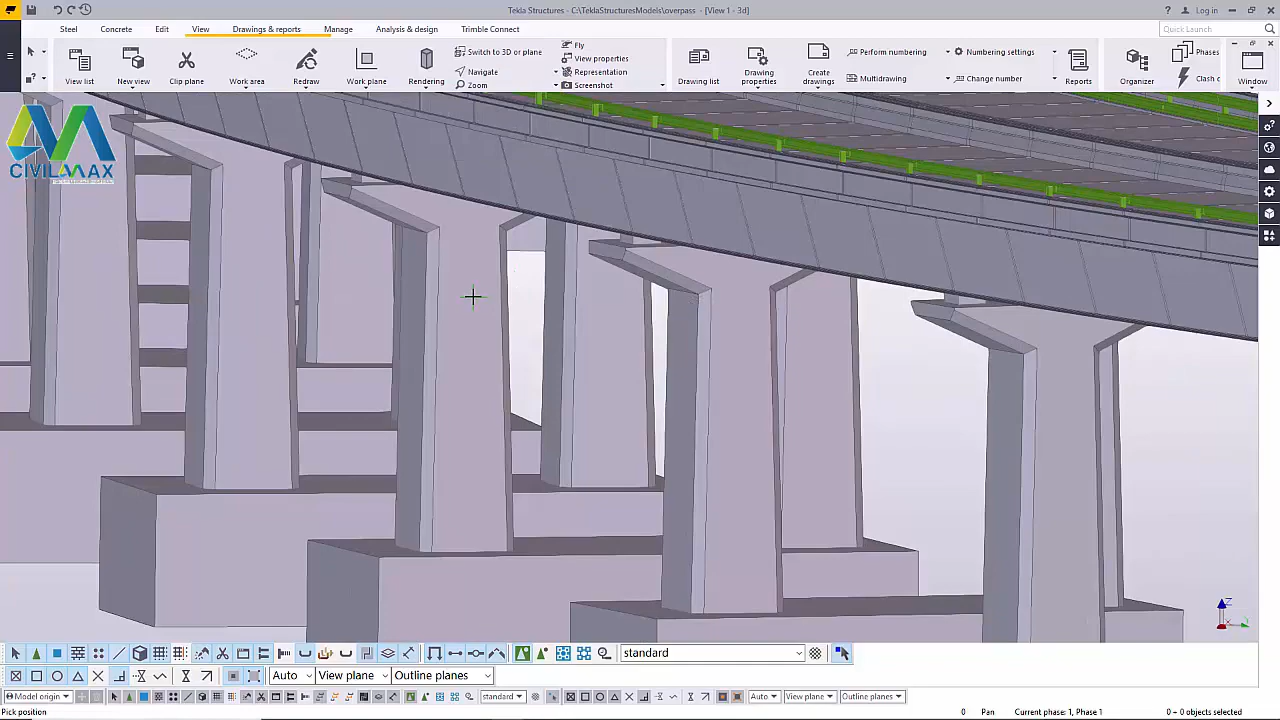 Tekla Structures - C:\TeklaStructuresModels\overpass - [View 1 - 3d]
Log in
Steel Concrete Edit View Drawings & reports Manage Analysis & design Trimble Connect
Quick Launch
View list
New view
Clip plane
Work area
Redraw
Work plane
Rendering
Switch to 3D or plane
Navigate
Zoom
Fly
View properties
Representation
Screenshot
Drawing list
Drawing properties
Create drawings
Perform numbering
Multidrawing
Numbering settings
Change number
Reports
Organizer
Phases
Clash c
Window
CIVILMAX
standard
Auto View plane Outline planes
Model origin standard Auto View plane Outline planes
Pick position
0 Pan Current phase: 1, Phase 1 0 - 0 objects selected